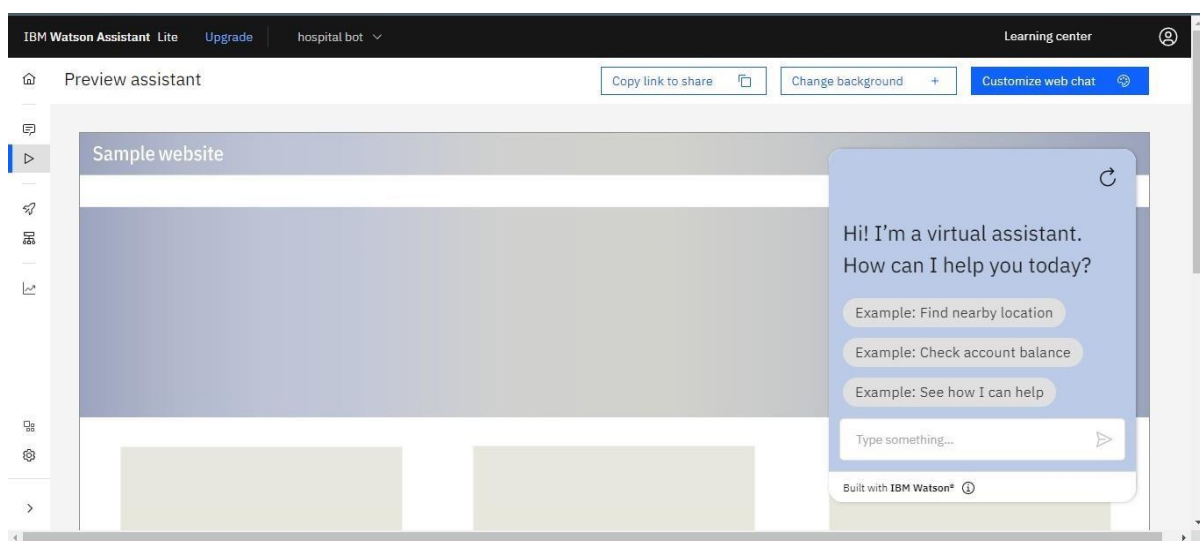 IBM Watson Assistant Lite Upgrade hospital bot Learning center
Preview assistant Copy link to share Change background + Customize web chat
Sample website
Hi! I'm a virtual assistant.
How can I help you today?
Example: Find nearby location
Example: Check account balance
Example: See how I can help
Type something...
Built with IBM Watson®